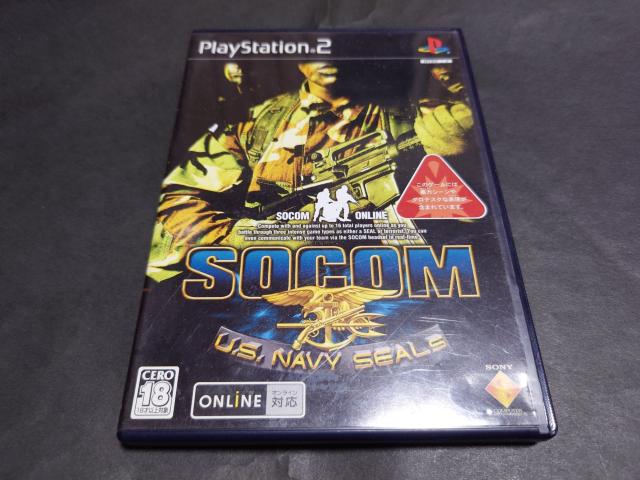 PlayStation.2
SOCOM ONLINE
Compete with and against up to 16 total players online as you
battle through three intense game types as either a SEAL or terrorist. You can
even communicate with your team via the SOCOM headset in real-time.
このゲームには
暴力シーンや
グロテスクな表現が
含まれています。
SOCOM
U.S. NAVY SEALs
CERO
18
18才以上対象
ONLiNE オンライン
対応
SONY
COMPUTER